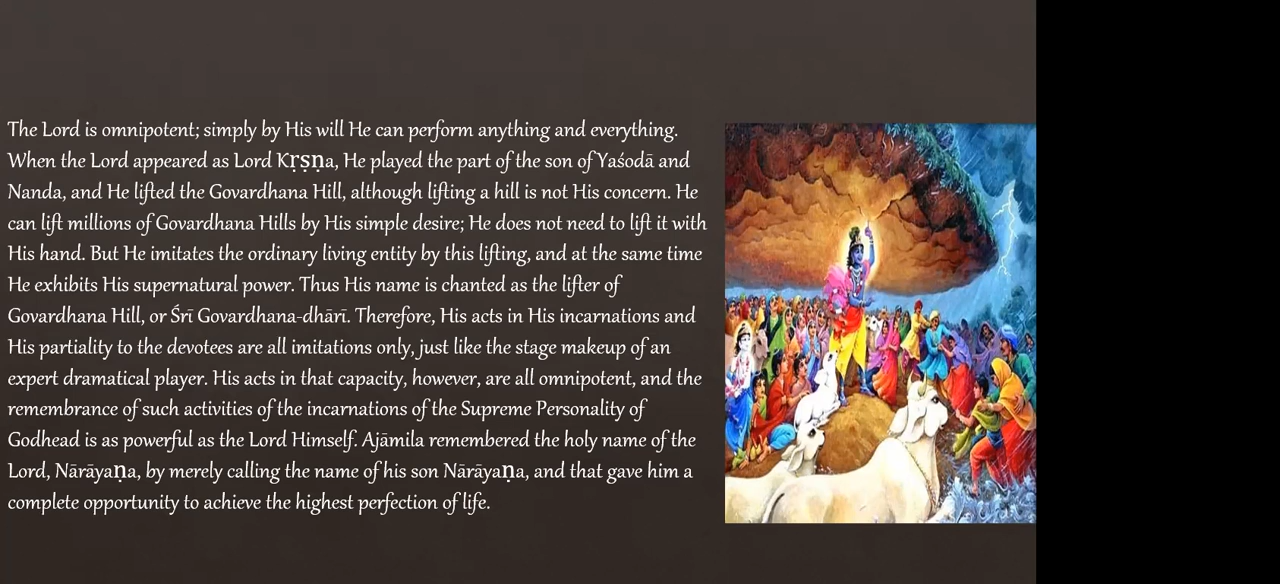 The Lord is omnipotent; simply by His will He can perform anything and everything.
When the Lord appeared as Lord Kṛṣṇa, He played the part of the son of Yaśodā and
Nanda, and He lifted the Govardhana Hill, although lifting a hill is not His concern. He
can lift millions of Govardhana Hills by His simple desire; He does not need to lift it with
His hand. But He imitates the ordinary living entity by this lifting, and at the same time
He exhibits His supernatural power. Thus His name is chanted as the lifter of
Govardhana Hill, or Śrī Govardhana-dhārī. Therefore, His acts in His incarnations and
His partiality to the devotees are all imitations only, just like the stage makeup of an
expert dramatical player. His acts in that capacity, however, are all omnipotent, and the
remembrance of such activities of the incarnations of the Supreme Personality of
Godhead is as powerful as the Lord Himself. Ajāmila remembered the holy name of the
Lord, Nārāyaṇa, by merely calling the name of his son Nārāyaṇa, and that gave him a
complete opportunity to achieve the highest perfection of life.